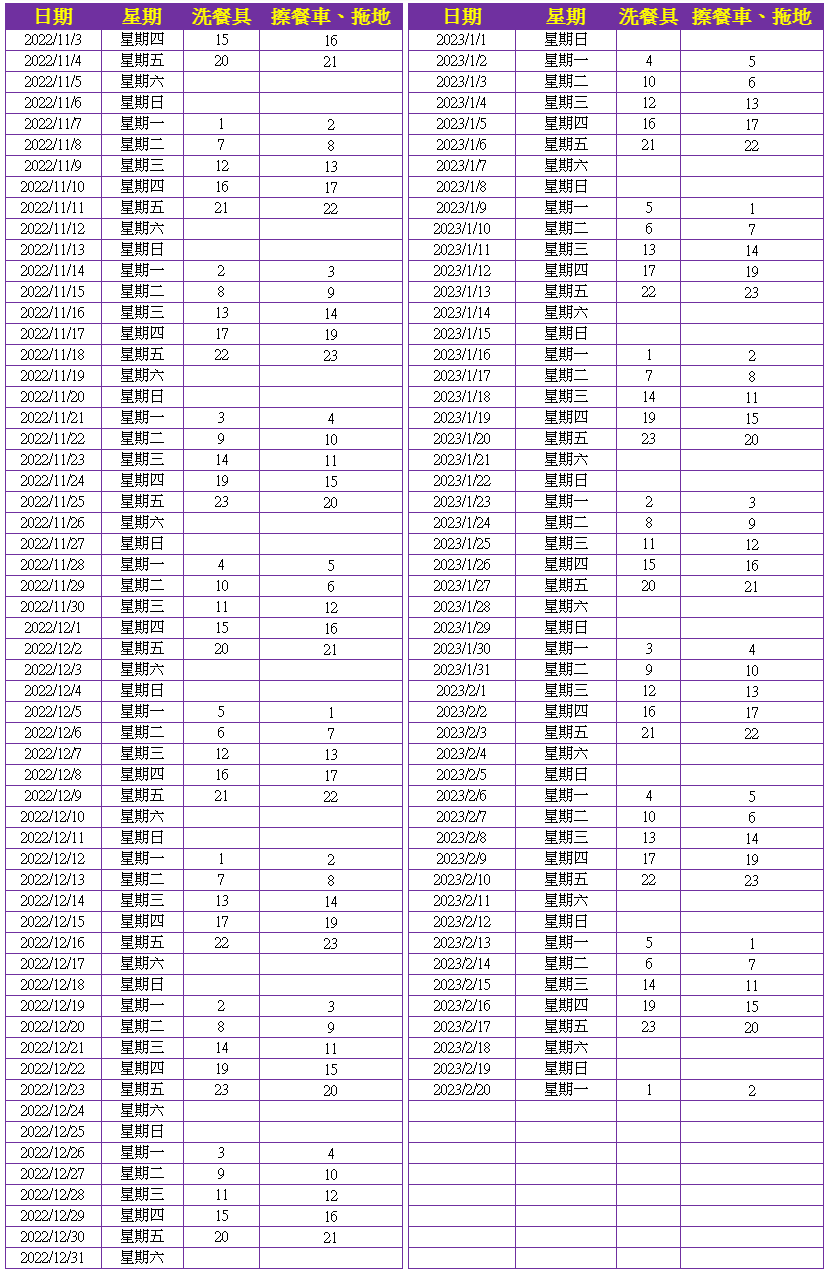 日期 星期 洗餐具 擦餐車、拖地
2022/11/3 星期四 15 16
2022/11/4 星期五 20 21
2022/11/5 星期六
2022/11/6 星期日
2022/11/7 星期一 1 2
2022/11/8 星期二 7 8
2022/11/9 星期三 12 13
2022/11/10 星期四 16 17
2022/11/11 星期五 21 22
2022/11/12 星期六
2022/11/13 星期日
2022/11/14 星期一 2 3
2022/11/15 星期二 8 9
2022/11/16 星期三 13 14
2022/11/17 星期四 17 19
2022/11/18 星期五 22 23
2022/11/19 星期六
2022/11/20 星期日
2022/11/21 星期一 3 4
2022/11/22 星期二 9 10
2022/11/23 星期三 14 11
2022/11/24 星期四 19 15
2022/11/25 星期五 23 20
2022/11/26 星期六
2022/11/27 星期日
2022/11/28 星期一 4 5
2022/11/29 星期二 10 6
2022/11/30 星期三 11 12
2022/12/1 星期四 15 16
2022/12/2 星期五 20 21
2022/12/3 星期六
2022/12/4 星期日
2022/12/5 星期一 5 1
2022/12/6 星期二 6 7
2022/12/7 星期三 12 13
2022/12/8 星期四 16 17
2022/12/9 星期五 21 22
2022/12/10 星期六
2022/12/11 星期日
2022/12/12 星期一 1 2
2022/12/13 星期二 7 8
2022/12/14 星期三 13 14
2022/12/15 星期四 17 19
2022/12/16 星期五 22 23
2022/12/17 星期六
2022/12/18 星期日
2022/12/19 星期一 2 3
2022/12/20 星期二 8 9
2022/12/21 星期三 14 11
2022/12/22 星期四 19 15
2022/12/23 星期五 23 20
2022/12/24 星期六
2022/12/25 星期日
2022/12/26 星期一 3 4
2022/12/27 星期二 9 10
2022/12/28 星期三 11 12
2022/12/29 星期四 15 16
2022/12/30 星期五 20 21
2022/12/31 星期六
日期 星期 洗餐具 擦餐車、拖地
2023/1/1 星期日
2023/1/2 星期一 4 5
2023/1/3 星期二 10 6
2023/1/4 星期三 12 13
2023/1/5 星期四 16 17
2023/1/6 星期五 21 22
2023/1/7 星期六
2023/1/8 星期日
2023/1/9 星期一 5 1
2023/1/10 星期二 6 7
2023/1/11 星期三 13 14
2023/1/12 星期四 17 19
2023/1/13 星期五 22 23
2023/1/14 星期六
2023/1/15 星期日
2023/1/16 星期一 1 2
2023/1/17 星期二 7 8
2023/1/18 星期三 14 11
2023/1/19 星期四 19 15
2023/1/20 星期五 23 20
2023/1/21 星期六
2023/1/22 星期日
2023/1/23 星期一 2 3
2023/1/24 星期二 8 9
2023/1/25 星期三 11 12
2023/1/26 星期四 15 16
2023/1/27 星期五 20 21
2023/1/28 星期六
2023/1/29 星期日
2023/1/30 星期一 3 4
2023/1/31 星期二 9 10
2023/2/1 星期三 12 13
2023/2/2 星期四 16 17
2023/2/3 星期五 21 22
2023/2/4 星期六
2023/2/5 星期日
2023/2/6 星期一 4 5
2023/2/7 星期二 10 6
2023/2/8 星期三 13 14
2023/2/9 星期四 17 19
2023/2/10 星期五 22 23
2023/2/11 星期六
2023/2/12 星期日
2023/2/13 星期一 5 1
2023/2/14 星期二 6 7
2023/2/15 星期三 14 11
2023/2/16 星期四 19 15
2023/2/17 星期五 23 20
2023/2/18 星期六
2023/2/19 星期日
2023/2/20 星期一 1 2